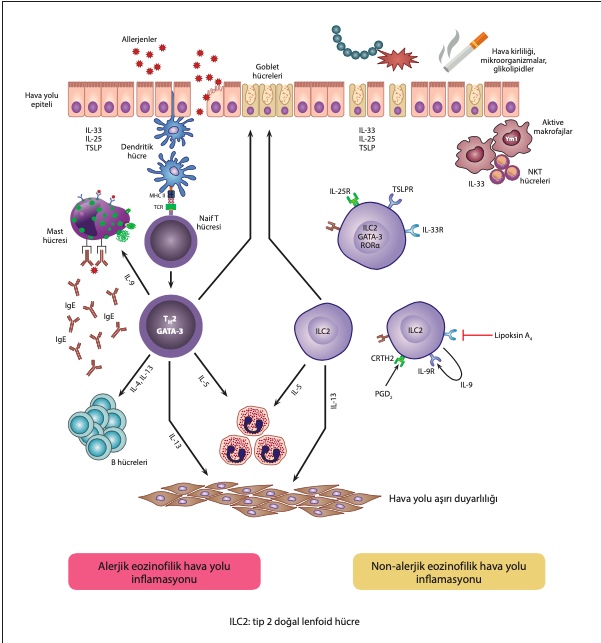 Allerjenler
Goblet
hücreleri
Hava kirliliği,
mikroorganizmalar,
glikolipidler
Hava yolu
epiteli
IL-33
IL-25
TSLP
IL-33
IL-25
TSLP
Dendritik
hücre
Aktive
makrofajlar
Ym1
IL-33
NKT
hücreleri
MHC II
TCR
Naif T
hücresi
Mast
hücresi
IL-25R
TSLPR
IL-33R
ILC2
GATA-3
RORα
IL-9
IgE
IgE
IgE
TH2
GATA-3
ILC2
ILC2
Lipoksin A4
CRTH2
IL-9R
IL-9
PGD2
IL-4, IL-13
IL-5
IL-5
IL-13
IL-13
B hücreleri
Hava yolu aşırı duyarlılığı
Alerjik eozinofilik hava yolu
inflamasyonu
Non-alerjik eozinofilik hava yolu
inflamasyonu
ILC2: tip 2 doğal lenfoid hücre